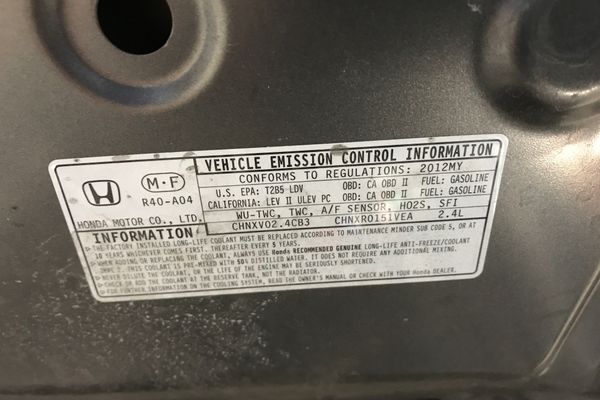 VEHICLE EMISSION CONTROL INFORMATION
CONFORMS TO REGULATIONS: 2012MY
U.S. EPA: T2B5 LDV OBD: CA OBD II FUEL: GASOLINE
CALIFORNIA: LEV II ULEV PC OBD: CA OBD II FUEL: GASOLINE
WU-TWC, TWC, A/F SENSOR, HO2S, SFI
CHNXV02.4CB3 CHNXR0151VEA 2.4L
M-F
R40-A04
HONDA MOTOR CO., LTD.
INFORMATION
▷THE FACTORY INSTALLED LONG-LIFE COOLANT MUST BE REPLACED ACCORDING TO MAINTENANCE MINDER SUB CODE 5, OR AT
10 YEARS WHICHEVER COMES FIRST. THEREAFTER EVERY 5 YEARS.
▷WHEN ADDING OR REPLACING THE COOLANT, ALWAYS USE Honda RECOMMENDED GENUINE LONG-LIFE ANTI-FREEZE/COOLANT
TYPE 2. THIS COOLANT IS PRE-MIXED WITH 50% DISTILLED WATER. IT DOES NOT REQUIRE ANY ADDITIONAL MIXING.
▷NEVER DILUTE THE COOLANT, OR THE LIFE OF THE ENGINE MAY BE SERIOUSLY SHORTENED.
▷CHECK OR ADD THE COOLANT AT THE RESERVE TANK, NOT THE RADIATOR.
▷FOR FURTHER INFORMATION ON THE COOLING SYSTEM, READ THE OWNER'S MANUAL OR CHECK WITH YOUR Honda DEALER.